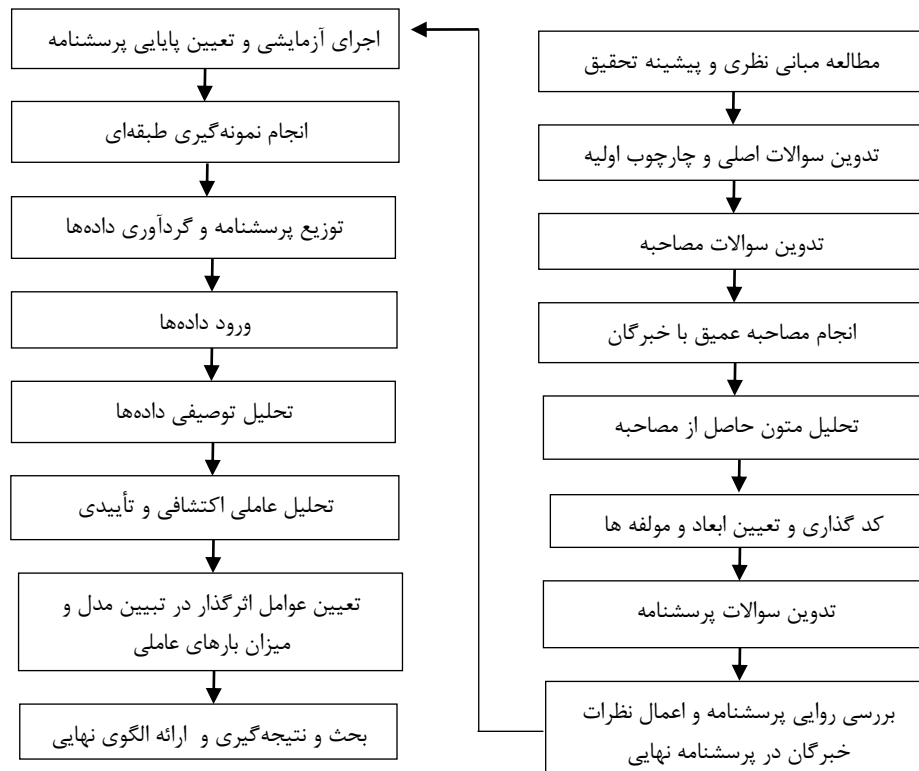 مطالعه مبانی نظری و پیشینه تحقیق
تدوین سوالات اصلی و چارچوب اولیه
تدوین سوالات مصاحبه
انجام مصاحبه عمیق با خبرگان
تحلیل متون حاصل از مصاحبه
کد گذاری و تعیین ابعاد و مولفه ها
تدوین سوالات پرسشنامه
بررسی روایی پرسشنامه و اعمال نظرات
خبرگان در پرسشنامه نهایی
اجرای آزمایشی و تعیین پایایی پرسشنامه
انجام نمونه‌گیری طبقه‌ای
توزیع پرسشنامه و گردآوری داده‌ها
ورود داده‌ها
تحلیل توصیفی داده‌ها
تحلیل عاملی اکتشافی و تأییدی
تعیین عوامل اثرگذار در تبیین مدل و
میزان بارهای عاملی
بحث و نتیجه‌گیری و ارائه الگوی نهایی